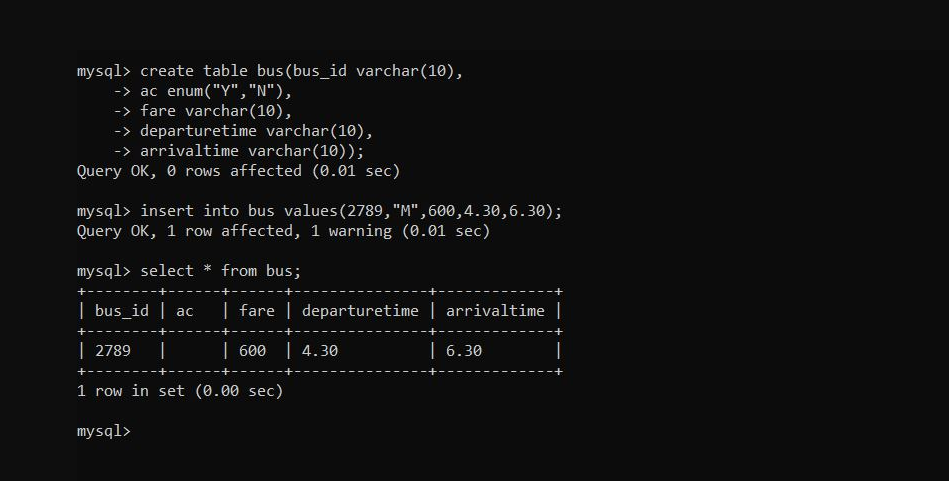 mysql> create table bus(bus_id varchar(10),
    -> ac enum("Y","N"),
    -> fare varchar(10),
    -> departuretime varchar(10),
    -> arrivaltime varchar(10));
Query OK, 0 rows affected (0.01 sec)

mysql> insert into bus values(2789,"M",600,4.30,6.30);
Query OK, 1 row affected, 1 warning (0.01 sec)

mysql> select * from bus;
+--------+------+------+---------------+-------------+
| bus_id | ac   | fare | departuretime | arrivaltime |
+--------+------+------+---------------+-------------+
| 2789   |      | 600  | 4.30          | 6.30        |
+--------+------+------+---------------+-------------+
1 row in set (0.00 sec)

mysql>